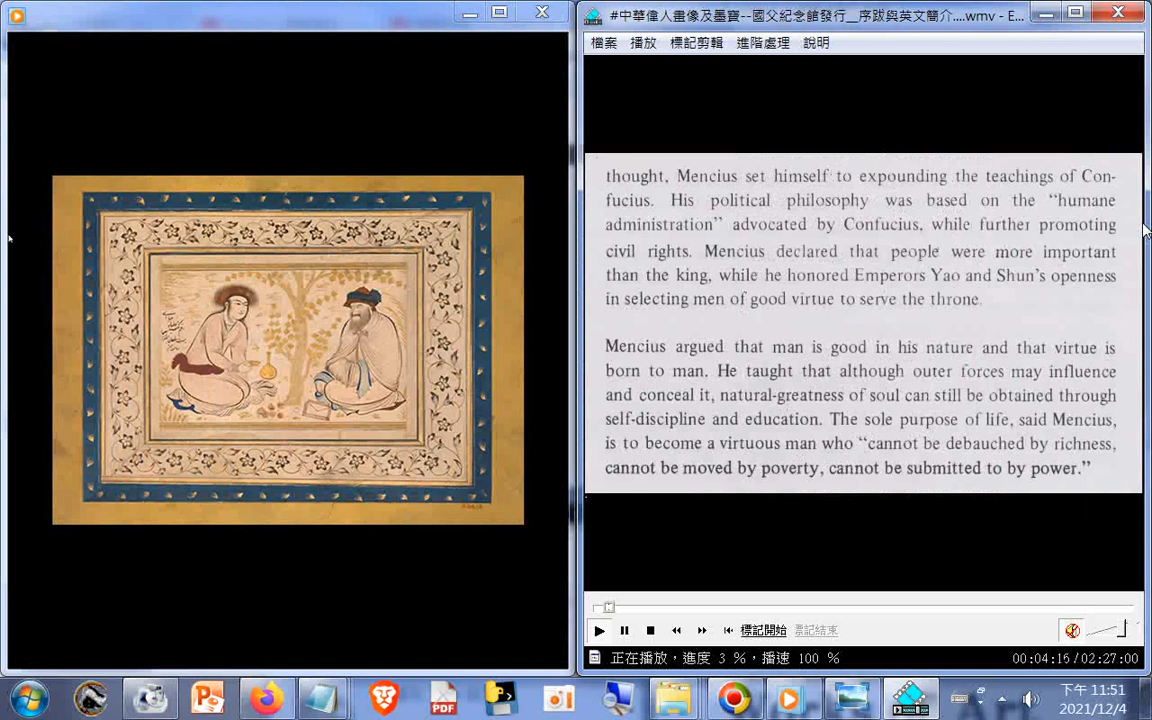 #中華偉人畫像及墨寶--國父紀念館發行__序跋與英文簡介....wmv - E...
檔案 播放 標記剪輯 進階處理 說明
thought, Mencius set himself to expounding the teachings of Con-
fucius. His political philosophy was based on the “humane
administration” advocated by Confucius, while further promoting
civil rights. Mencius declared that people were more important
than the king, while he honored Emperors Yao and Shun’s openness
in selecting men of good virtue to serve the throne.
Mencius argued that man is good in his nature and that virtue is
born to man. He taught that although outer forces may influence
and conceal it, natural-greatness of soul can still be obtained through
self-discipline and education. The sole purpose of life, said Mencius,
is to become a virtuous man who “cannot be debauched by richness,
cannot be moved by poverty, cannot be submitted to by power.”
標記開始 標記結束
正在播放，進度 3 %，播速 100 %
00:04:16 / 02:27:00
PDF
下午 11:51
2021/12/4